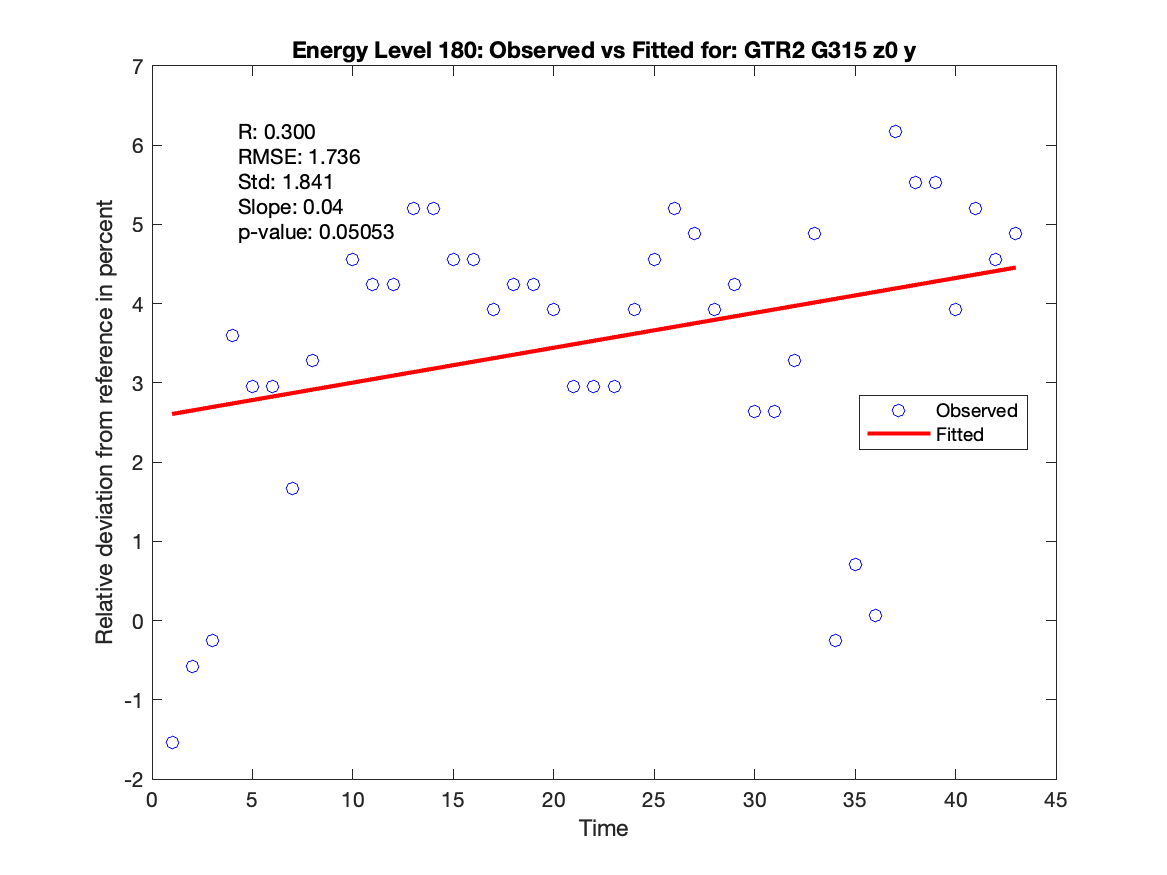 Energy Level 180: Observed vs Fitted for: GTR2 G315 z0 y
7
6
5
4
3
2
1
0
-1
-2
Relative deviation from reference in percent
R: 0.300
RMSE: 1.736
Std: 1.841
Slope: 0.04
p-value: 0.05053
Observed
Fitted
0 5 10 15 20 25 30 35 40 45
Time